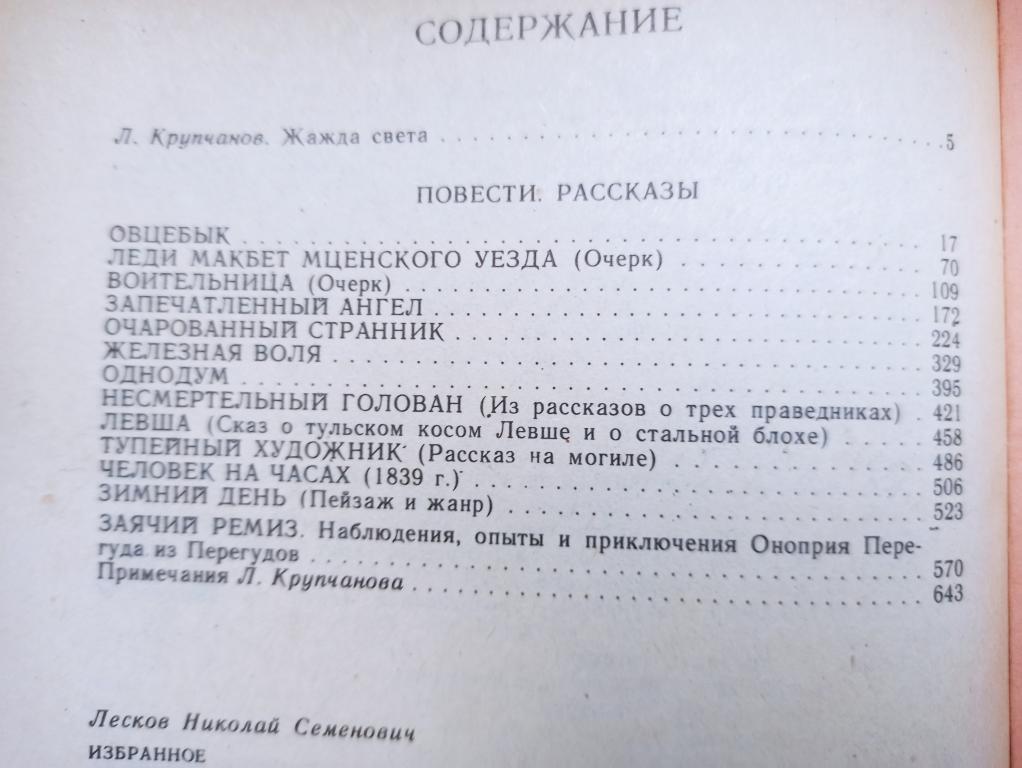 СОДЕРЖАНИЕ
Л. Крупчанов. Жажда света . . . . . . . . . . . . . . . . . . . . 5
ПОВЕСТИ. РАССКАЗЫ
ОВЦЕБЫК . . . . . . . . . . . . . . . . . . . . 17
ЛЕДИ МАКБЕТ МЦЕНСКОГО УЕЗДА (Очерк) . . . . . . . . . . 70
ВОИТЕЛЬНИЦА (Очерк) . . . . . . . . . . . . . . . . . . . . 109
ЗАПЕЧАТЛЕННЫЙ АНГЕЛ . . . . . . . . . . . . . . . . . . . . 172
ОЧАРОВАННЫЙ СТРАННИК . . . . . . . . . . . . . . . . . . . . 224
ЖЕЛЕЗНАЯ ВОЛЯ . . . . . . . . . . . . . . . . . . . . 329
ОДНОДУМ . . . . . . . . . . . . . . . . . . . . 395
НЕСМЕРТЕЛЬНЫЙ ГОЛОВАН (Из рассказов о трех праведниках) . 421
ЛЕВША (Сказ о тульском косом Левше и о стальной блохе) . . . . 458
ТУПЕЙНЫЙ ХУДОЖНИК (Рассказ на могиле) . . . . . . . . . . 486
ЧЕЛОВЕК НА ЧАСАХ (1839 г.) . . . . . . . . . . . . . . . . . . 506
ЗИМНИЙ ДЕНЬ (Пейзаж и жанр) . . . . . . . . . . . . . . . . 523
ЗАЯЧИЙ РЕМИЗ. Наблюдения, опыты и приключения Оноприя Пере-
гуда из Перегудов . . . . . . . . . . . . . . . . . . . . 570
Примечания Л. Крупчанова . . . . . . . . . . . . . . . . . . . . 643
Лесков Николай Семенович
ИЗБРАННОЕ